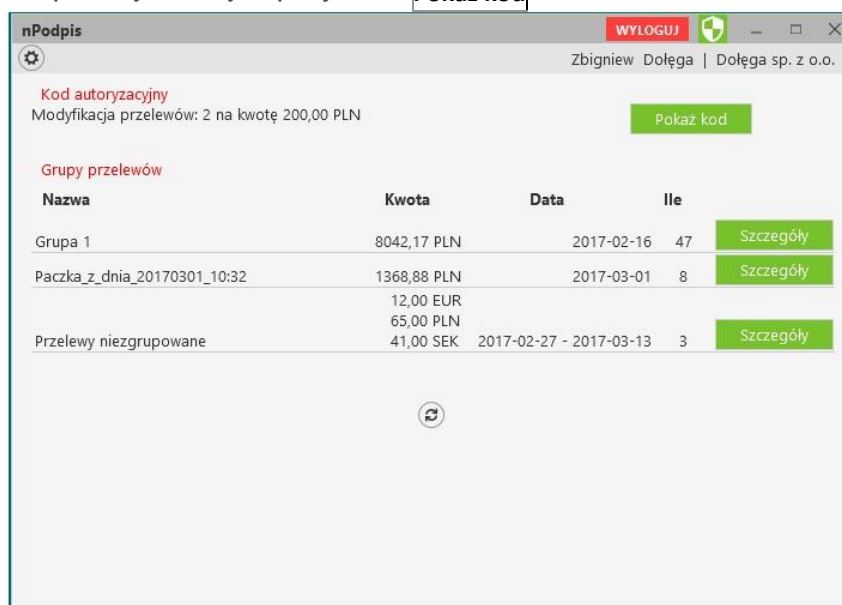 Pokaż kod
nPodpis WYLOGUJ
Zbigniew Dołęga | Dołęga sp. z o.o.
Kod autoryzacyjny
Modyfikacja przelewów: 2 na kwotę 200,00 PLN Pokaż kod
Grupy przelewów
Nazwa Kwota Data Ile
Grupa 1 8042,17 PLN 2017-02-16 47 Szczegóły
Paczka_z_dnia_20170301_10:32 1368,88 PLN 2017-03-01 8 Szczegóły
12,00 EUR
65,00 PLN
Przelewy niezgrupowane 41,00 SEK 2017-02-27 - 2017-03-13 3 Szczegóły